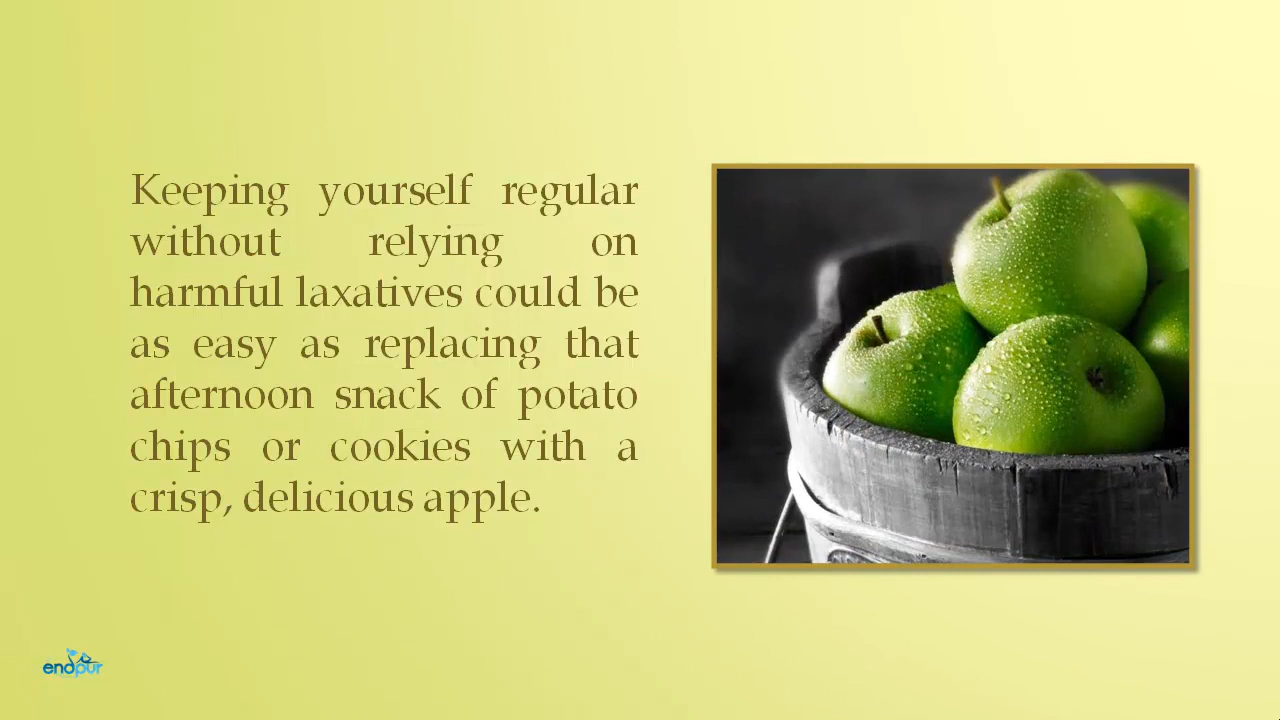 Keeping yourself regular
without relying on
harmful laxatives could be
as easy as replacing that
afternoon snack of potato
chips or cookies with a
crisp, delicious apple.
endpur